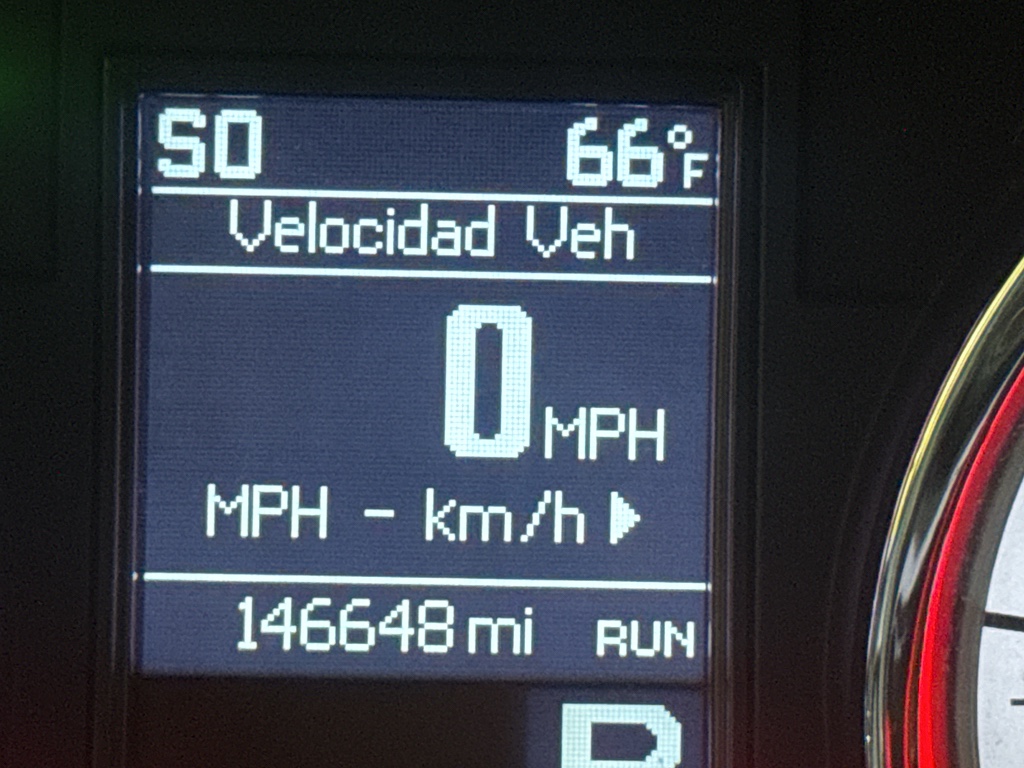 SO 66°F
Velocidad Veh
0 MPH
MPH - km/h ▶
146648 mi RUN
P